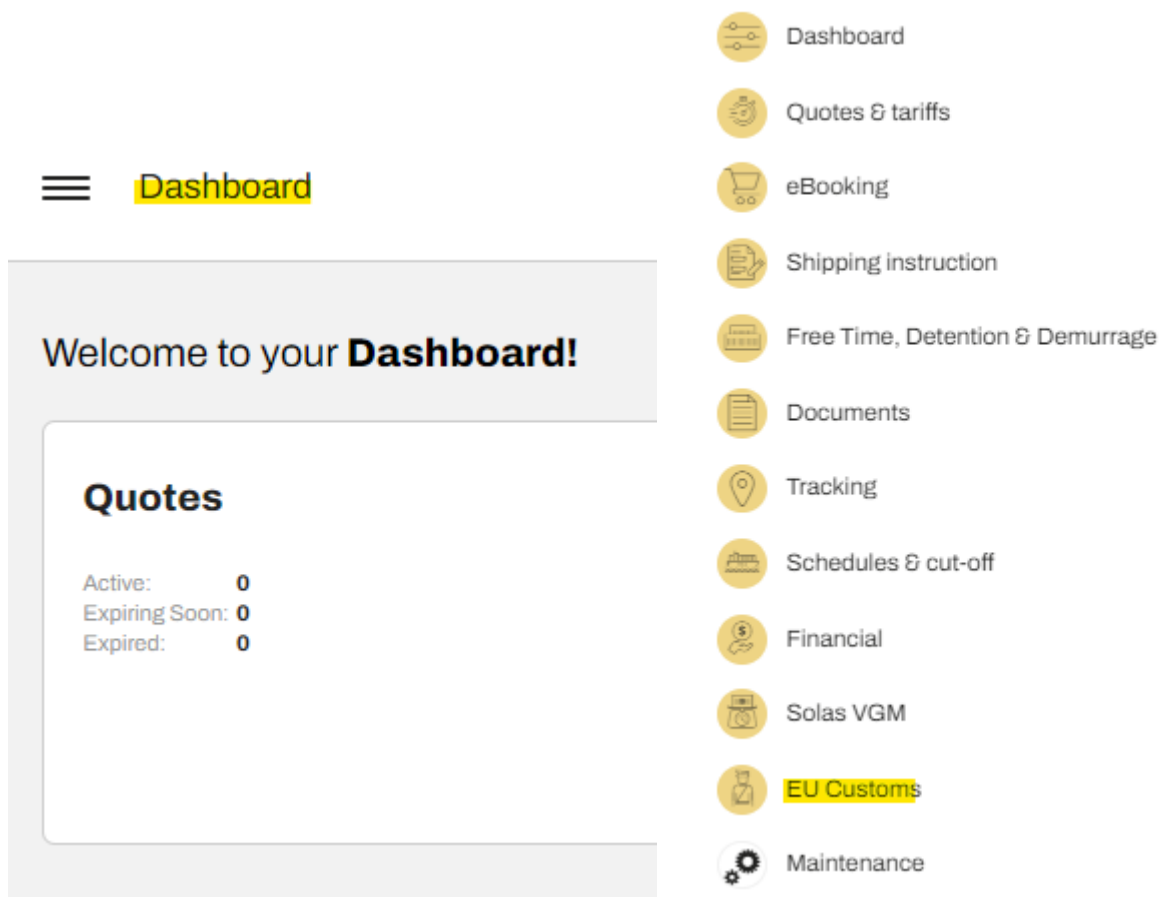 Dashboard
Welcome to your Dashboard!
Quotes
Active: 0
Expiring Soon: 0
Expired: 0
Dashboard
Quotes & tariffs
eBooking
Shipping instruction
Free Time, Detention & Demurrage
Documents
Tracking
Schedules & cut-off
Financial
Solas VGM
EU Customs
Maintenance